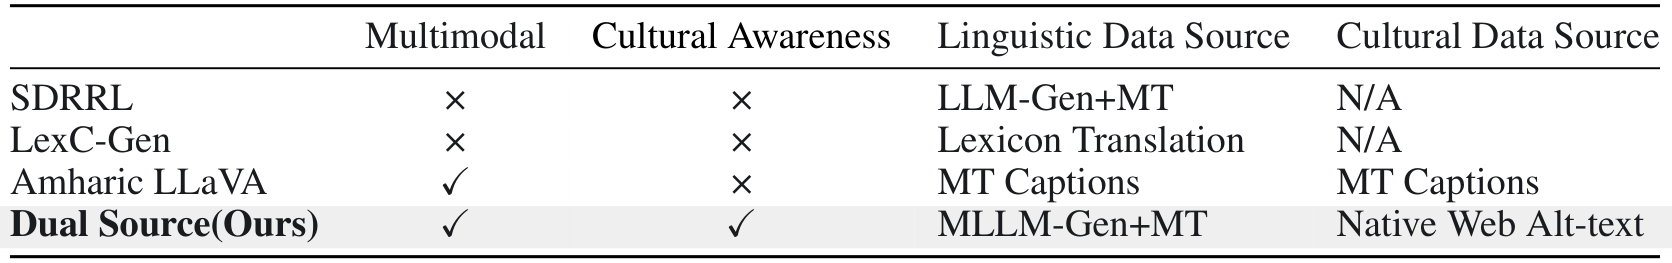 Multimodal Cultural Awareness Linguistic Data Source Cultural Data Source
SDRRL × × LLM-Gen+MT N/A
LexC-Gen × × Lexicon Translation N/A
Amharic LLaVA ✓ × MT Captions MT Captions
Dual Source(Ours) ✓ ✓ MLLM-Gen+MT Native Web Alt-text